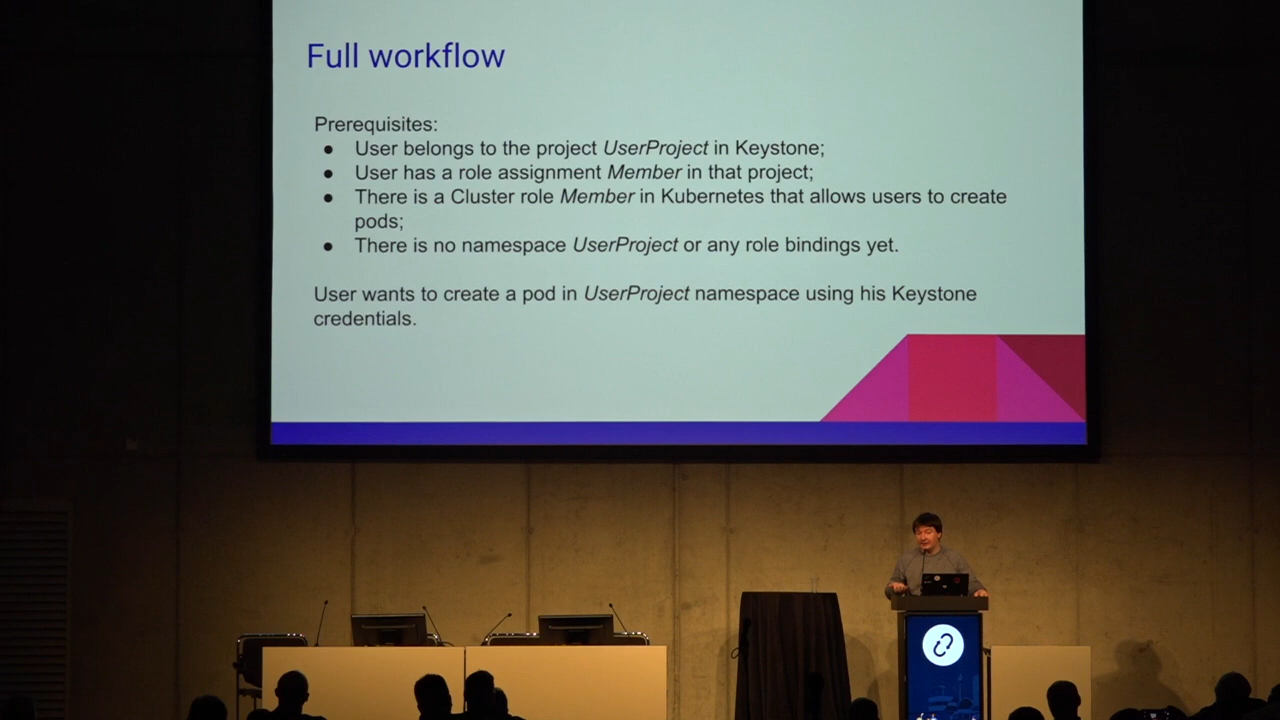 Full workflow
Prerequisites:
● User belongs to the project UserProject in Keystone;
● User has a role assignment Member in that project;
● There is a Cluster role Member in Kubernetes that allows users to create
pods;
● There is no namespace UserProject or any role bindings yet.
User wants to create a pod in UserProject namespace using his Keystone
credentials.